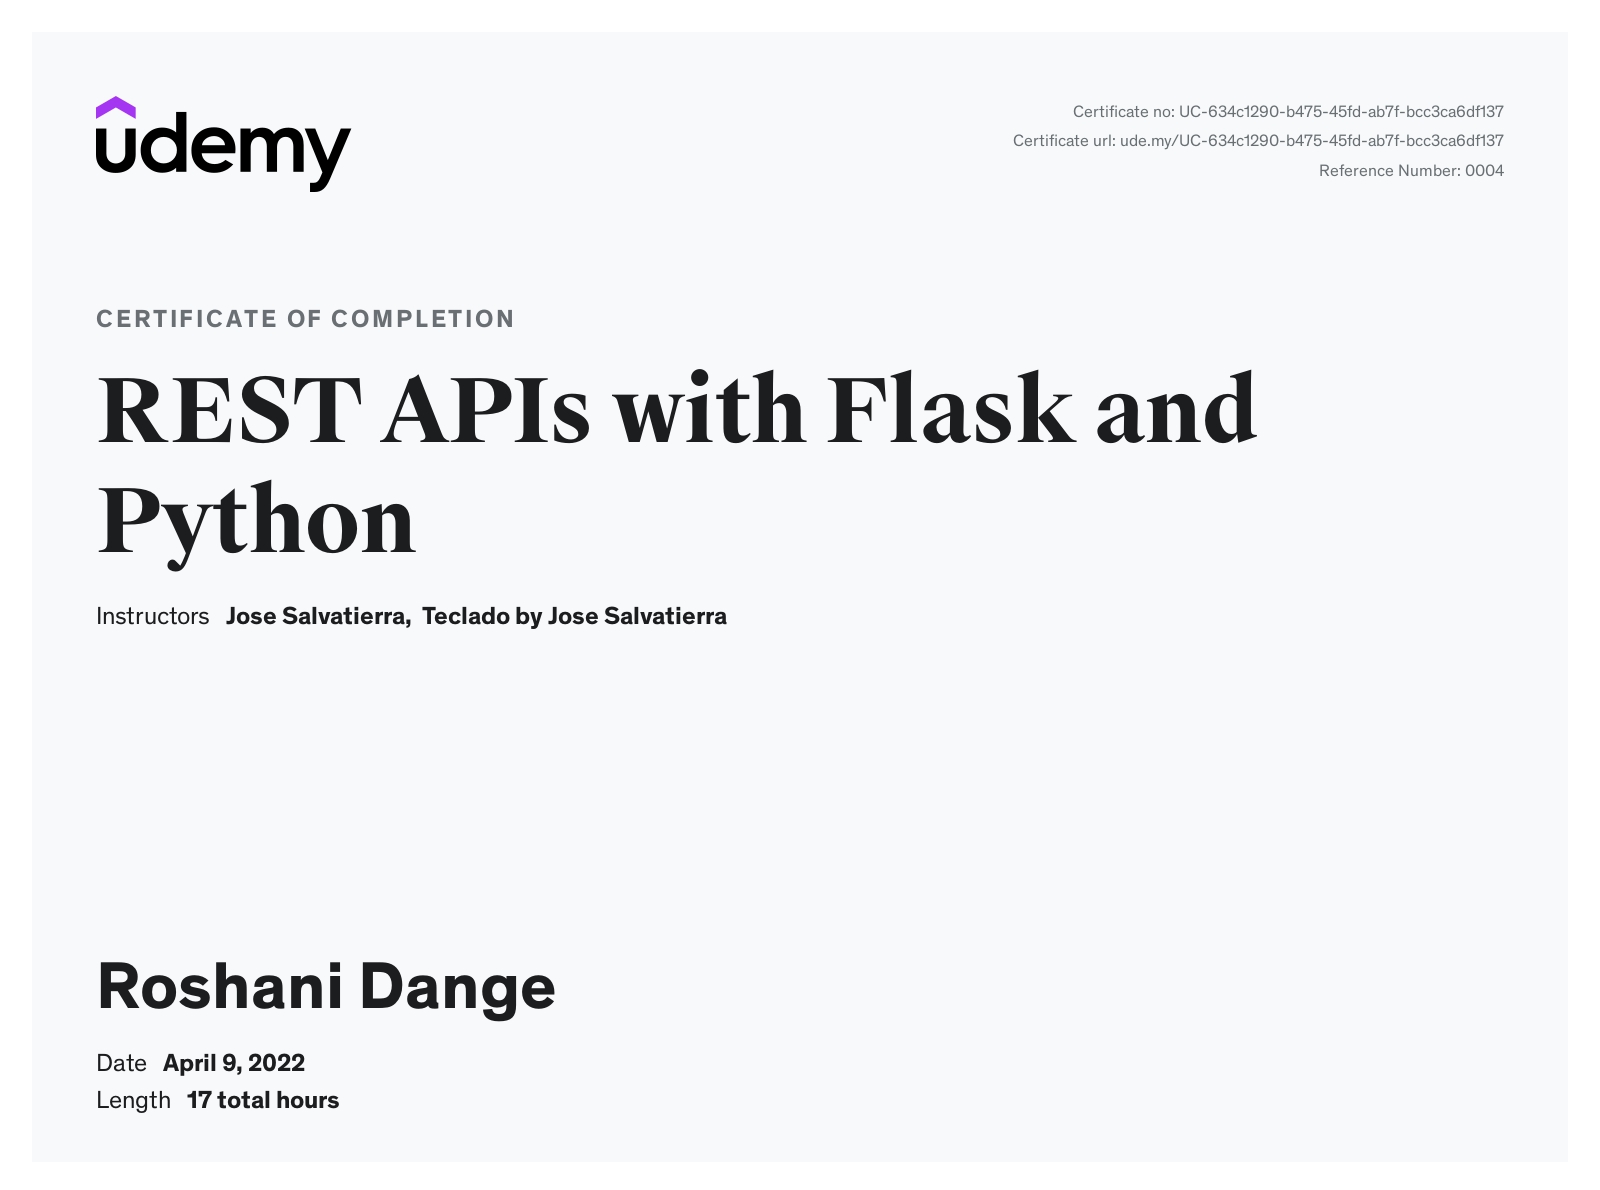 udemy
Certificate no: UC-634c1290-b475-45fd-ab7f-bcc3ca6df137
Certificate url: ude.my/UC-634c1290-b475-45fd-ab7f-bcc3ca6df137
Reference Number: 0004
CERTIFICATE OF COMPLETION
REST APIs with Flask and
Python
Instructors Jose Salvatierra, Teclado by Jose Salvatierra
Roshani Dange
Date April 9, 2022
Length 17 total hours